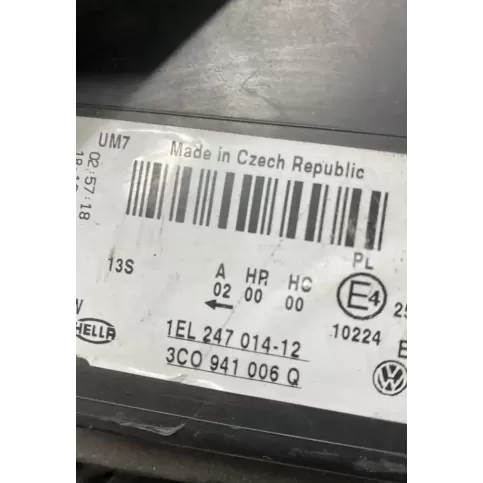 UM7 Made in Czech Republic
02:57:18
13S
PL
A HR HC
02 00 00
E4
10224
HELLA
1EL 247 014-12
3C0 941 006 Q
VW